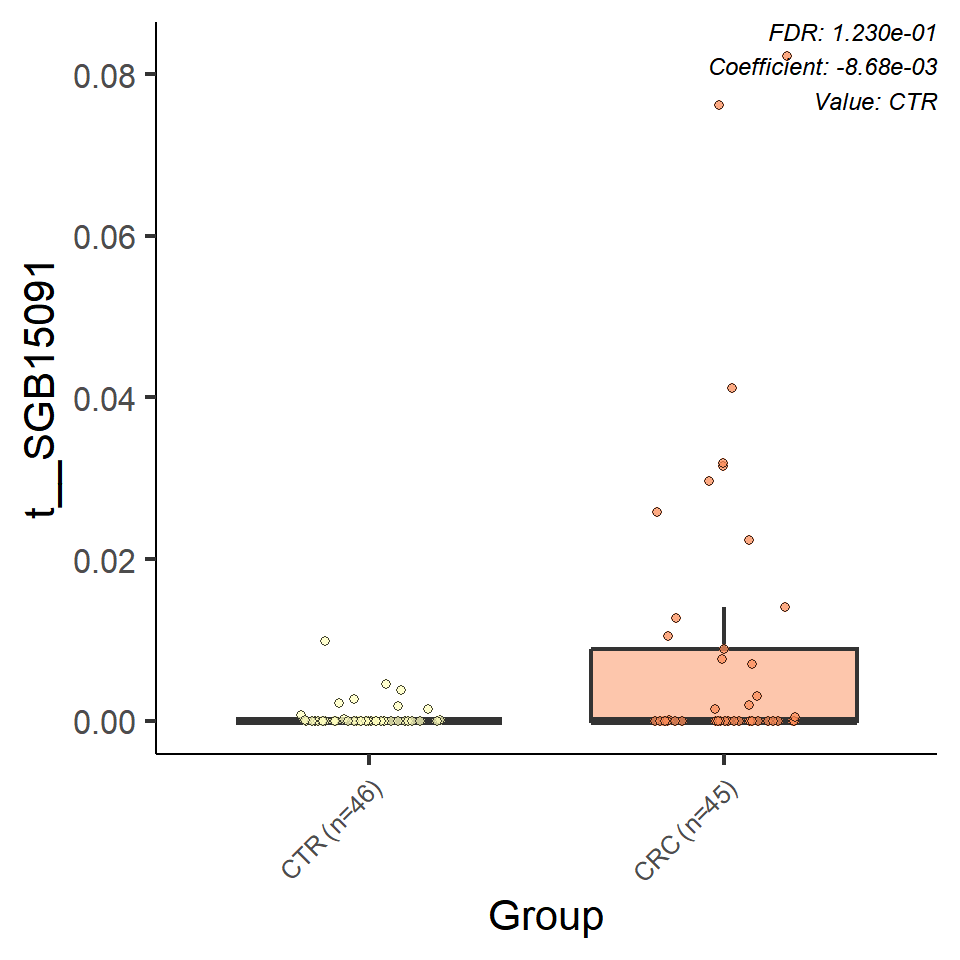 FDR: 1.230e-01
Coefficient: -8.68e-03
Value: CTR
0.08
0.06
0.04
0.02
0.00
t__SGB15091
CTR (n=46)
CRC (n=45)
Group